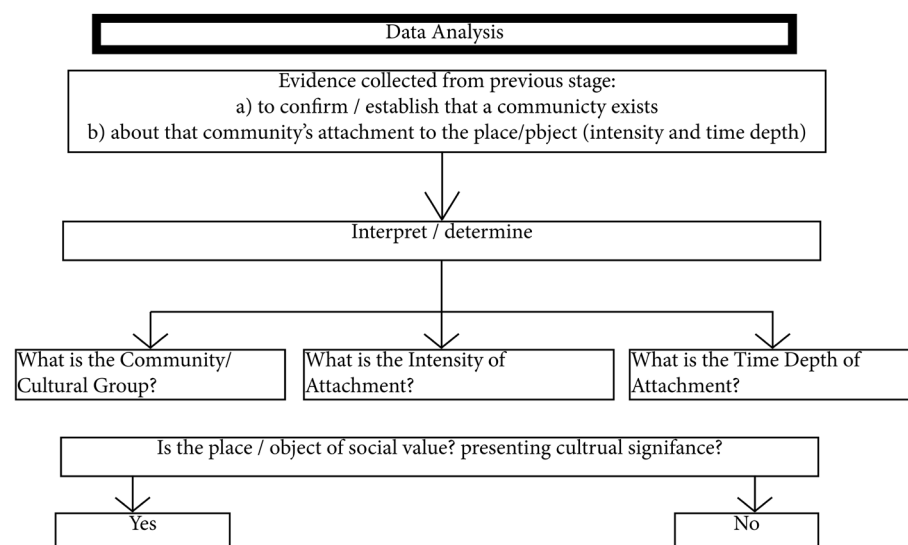 Data Analysis
Evidence collected from previous stage:
a) to confirm / establish that a communicty exists
b) about that community’s attachment to the place/pbject (intensity and time depth)
Interpret / determine
What is the Community/
Cultural Group?
What is the Intensity of
Attachment?
What is the Time Depth of
Attachment?
Is the place / object of social value? presenting cultrual signifance?
Yes
No